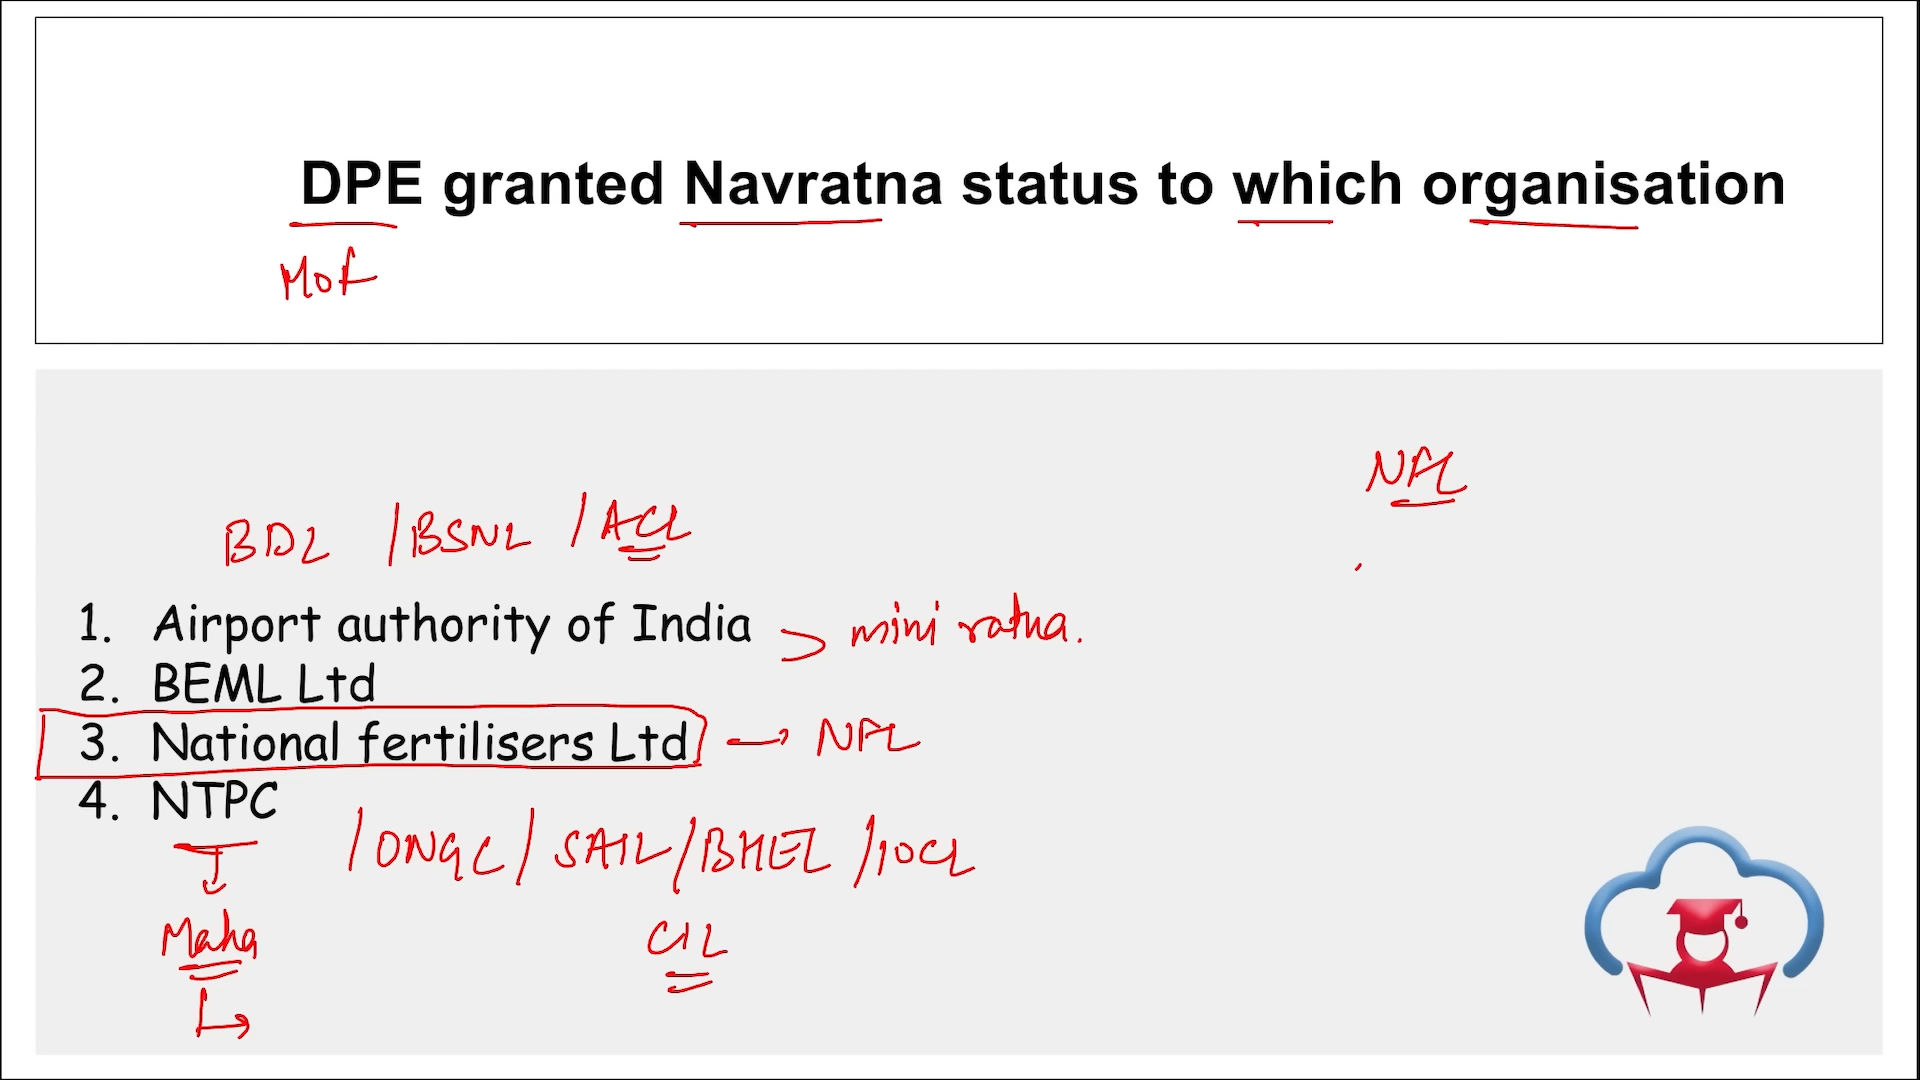 DPE granted Navratna status to which organisation
MOF
NFL
BDL / BSNL / ACL
1. Airport authority of India > mini ratna.
2. BEML Ltd
3. National fertilisers Ltd → NFL
4. NTPC
/ ONGC / SAIL / BHEL / IOCL
Maha
CIL